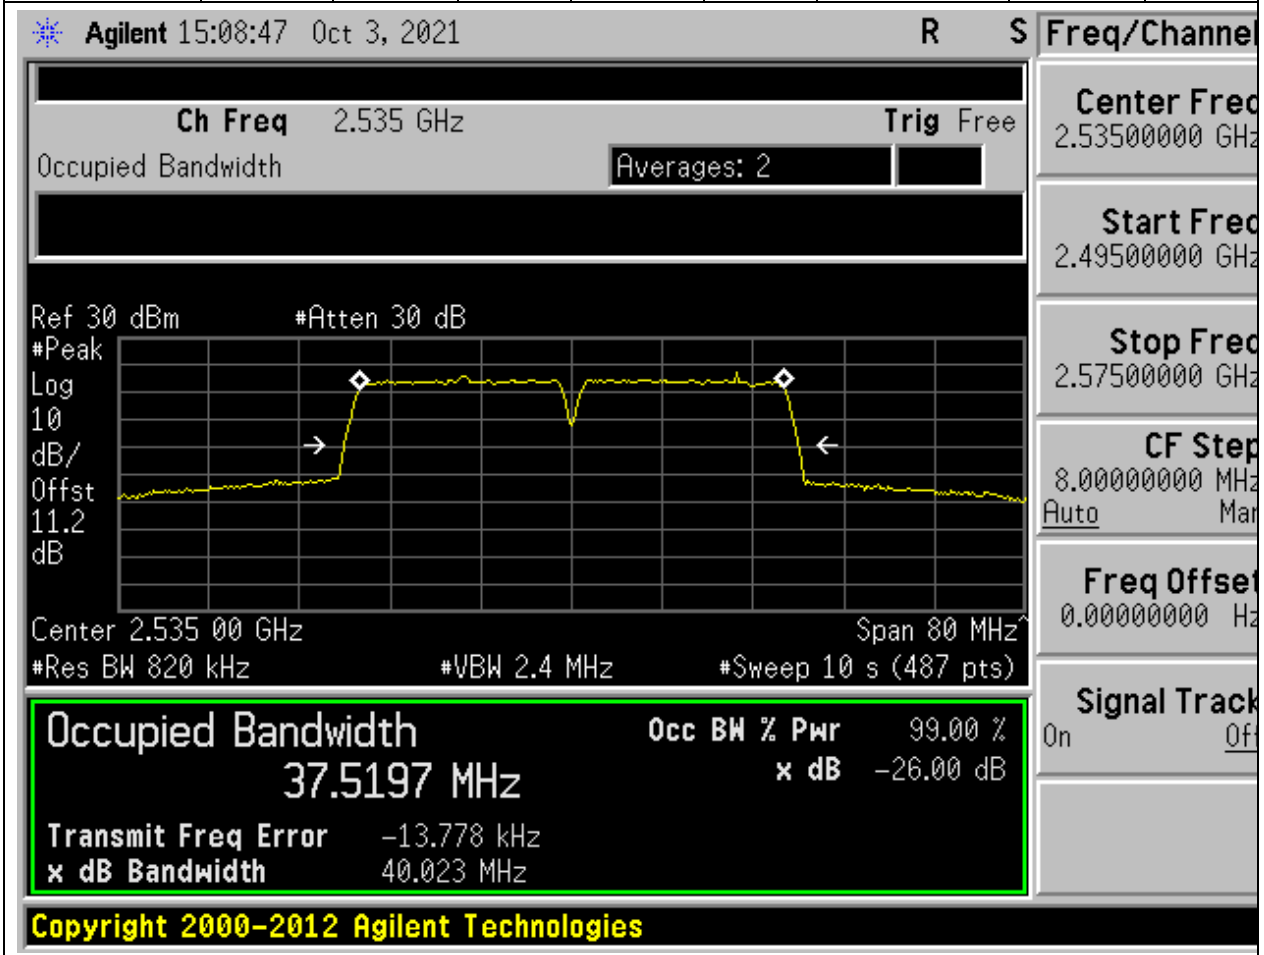 Agilent 15:08:47 Oct 3, 2021 R S
Freq/Channel
Ch Freq 2.535 GHz Trig Free
Occupied Bandwidth Averages: 2
Center Freq
2.53500000 GHz
Start Freq
2.49500000 GHz
Stop Freq
2.57500000 GHz
CF Step
8.00000000 MHz
Auto Man
Freq Offset
0.00000000 Hz
Signal Track
On Off
Ref 30 dBm #Atten 30 dB
#Peak
Log
10
dB/
Offst
11.2
dB
Center 2.535 00 GHz Span 80 MHz^
#Res BW 820 kHz #VBW 2.4 MHz #Sweep 10 s (487 pts)
Occupied Bandwidth Occ BW % Pwr 99.00 %
37.5197 MHz x dB -26.00 dB
Transmit Freq Error -13.778 kHz
x dB Bandwidth 40.023 MHz
Copyright 2000-2012 Agilent Technologies